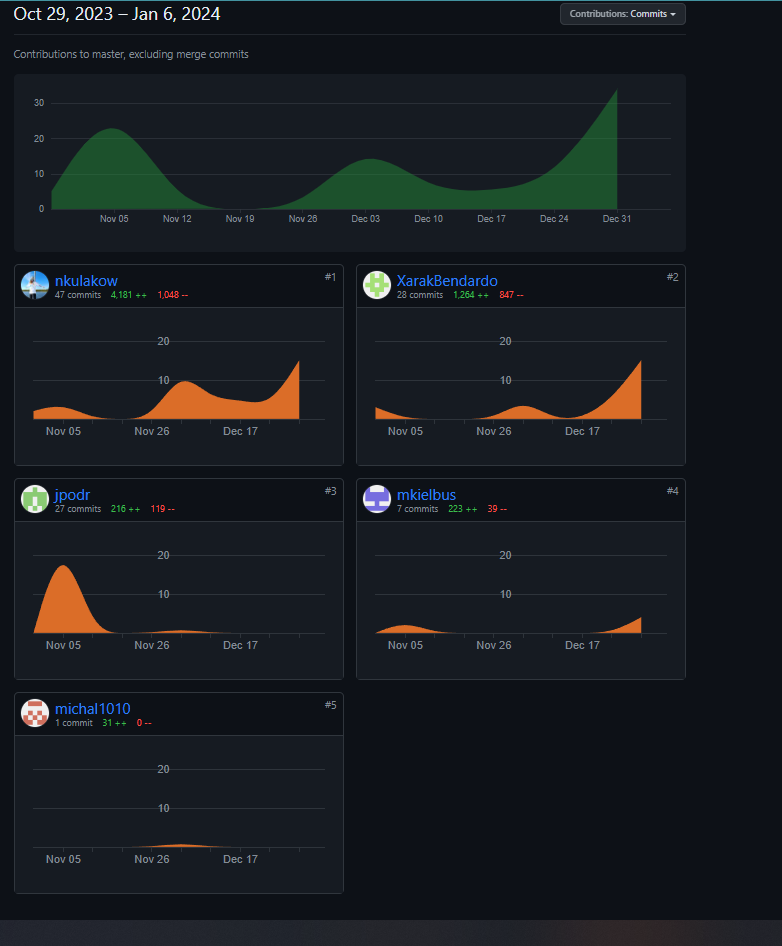 Oct 29, 2023 – Jan 6, 2024
Contributions: Commits
Contributions to master, excluding merge commits
30
20
10
0
Nov 05 Nov 12 Nov 19 Nov 26 Dec 03 Dec 10 Dec 17 Dec 24 Dec 31
nkulakow #1
47 commits 4,181 ++ 1,048 --
20
10
Nov 05 Nov 26 Dec 17
XarakBendardo #2
28 commits 1,264 ++ 847 --
20
10
Nov 05 Nov 26 Dec 17
jpodr #3
27 commits 216 ++ 119 --
20
10
Nov 05 Nov 26 Dec 17
mkielbus #4
7 commits 223 ++ 39 --
20
10
Nov 05 Nov 26 Dec 17
michal1010 #5
1 commit 31 ++ 0 --
20
10
Nov 05 Nov 26 Dec 17